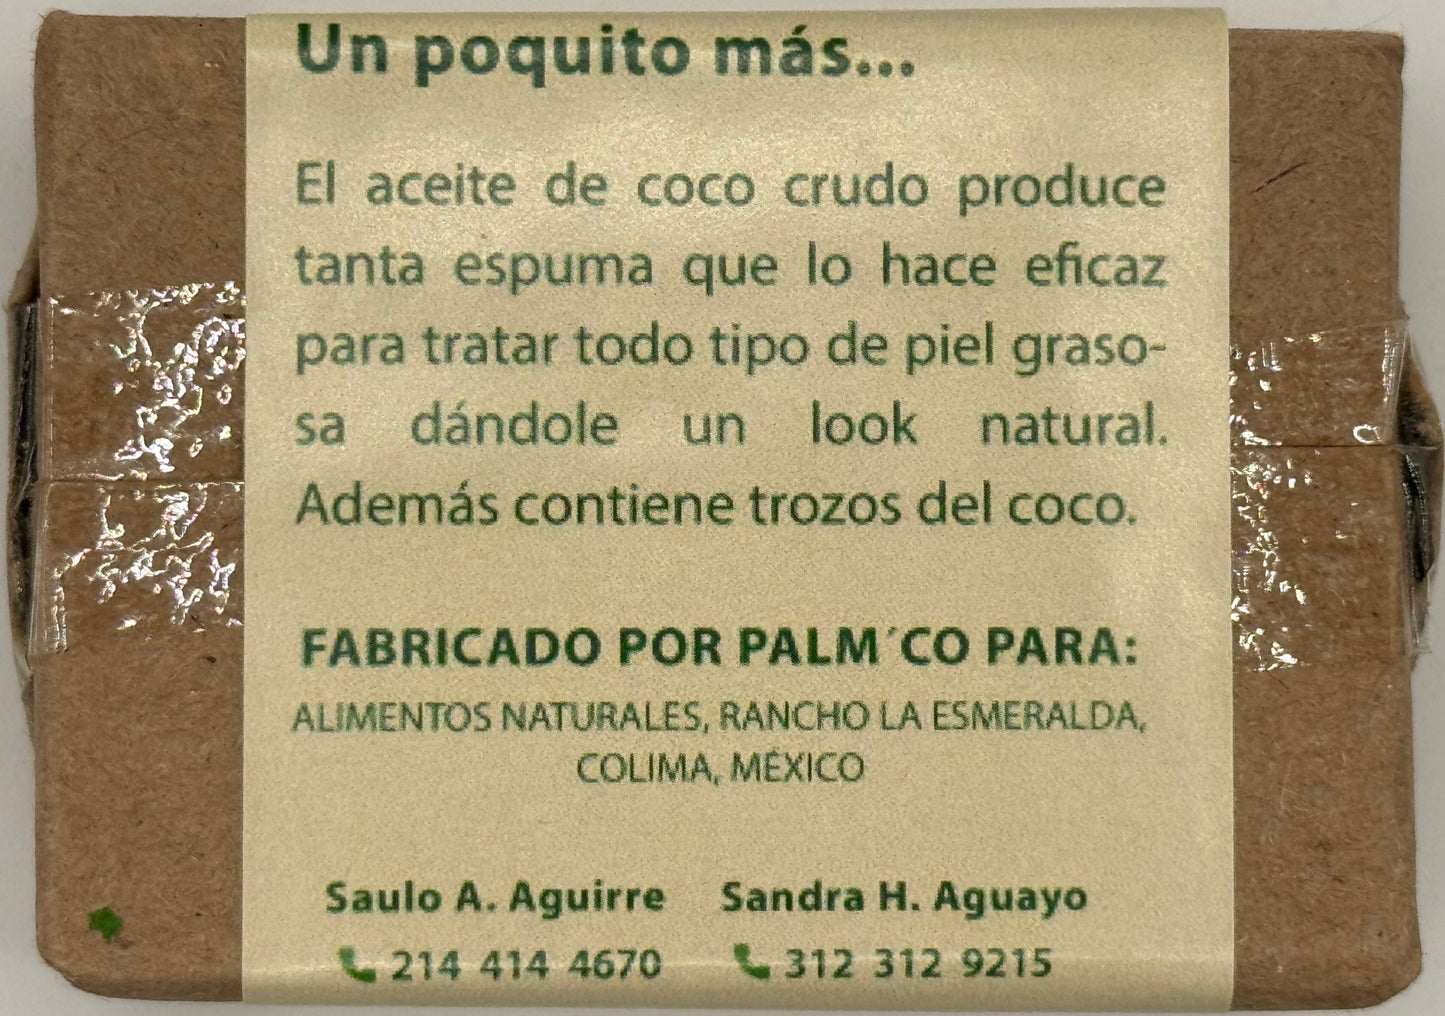 Un poquito más...
El aceite de coco crudo produce
tanta espuma que lo hace eficaz
para tratar todo tipo de piel graso-
sa dándole un look natural.
Además contiene trozos del coco.
FABRICADO POR PALM´CO PARA:
ALIMENTOS NATURALES, RANCHO LA ESMERALDA,
COLIMA, MÉXICO
Saulo A. Aguirre Sandra H. Aguayo
214 414 4670 312 312 9215